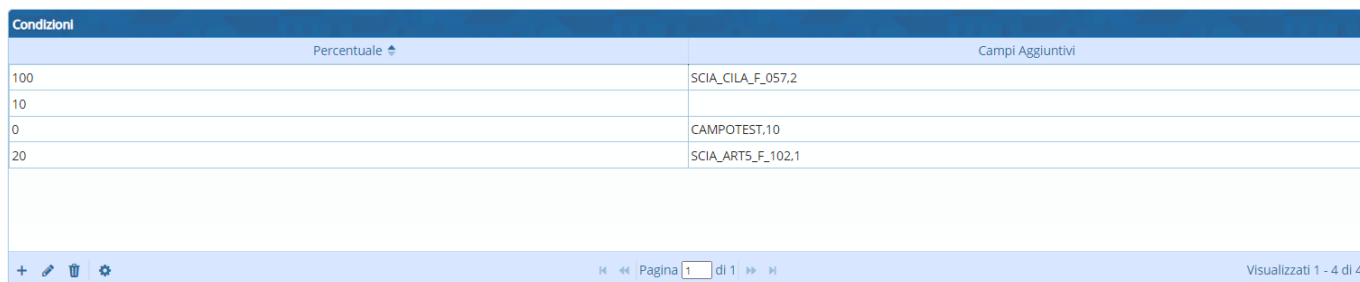 Condizioni
Percentuale Campi Aggiuntivi
100 SCIA_CILA_F_057,2
10
0 CAMPOTEST,10
20 SCIA_ART5_F_102,1
Pagina 1 di 1 Visualizzati 1 - 4 di 4